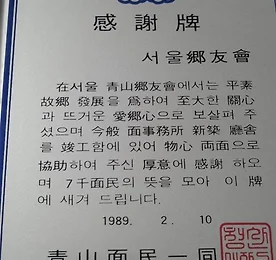 感謝牌
서울鄕友會
在서울 青山鄕友會에서는 平素
故鄕 發展을 爲하여 至大한 關心
과 뜨거운 愛鄕心으로 보살펴 주
셨으며 今般 面事務所 新築 廳舍
를 竣工함에 있어 物心 両面으로
協助하여 주신 厚意에 感謝 하오
며 7千面民의 뜻을 모아 이 牌
에 새겨 드립니다.
1989. 2. 10
青山面民一同